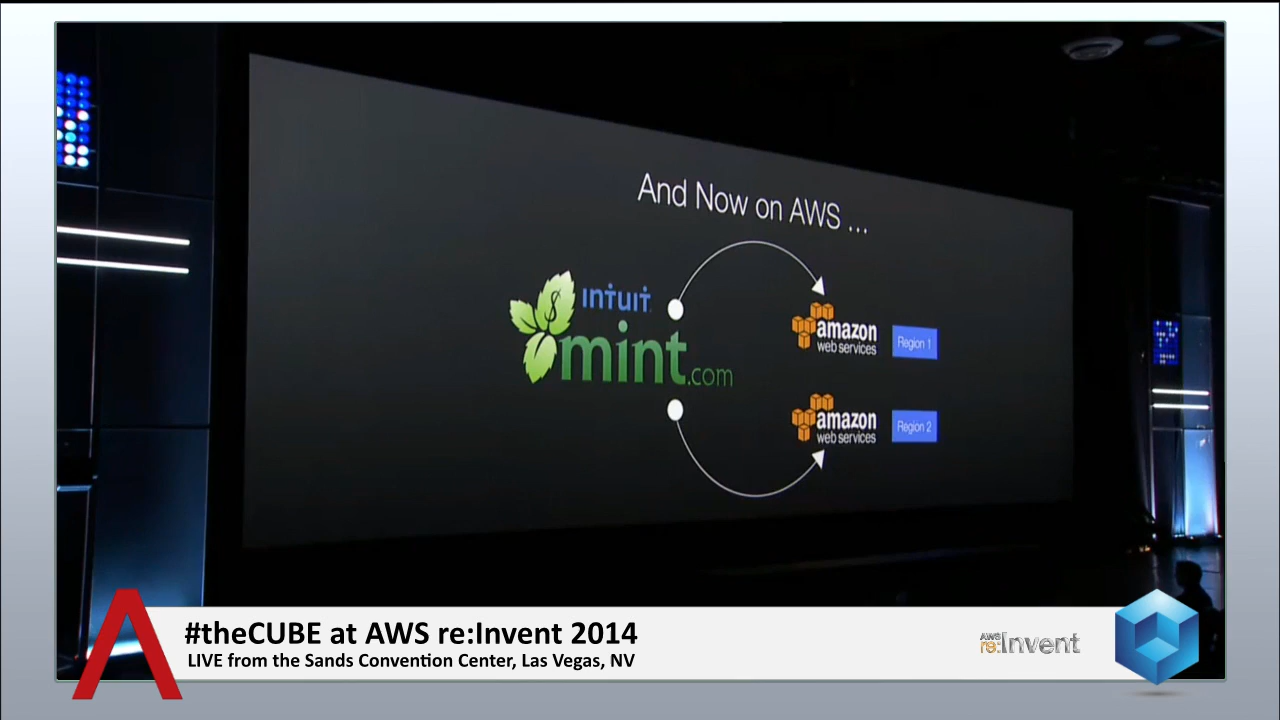 And Now on AWS ...
intuit
mint.com
amazon
web services
Region 1
amazon
web services
Region 2
#theCUBE at AWS re:Invent 2014
LIVE from the Sands Convention Center, Las Vegas, NV
AWS
re:Invent